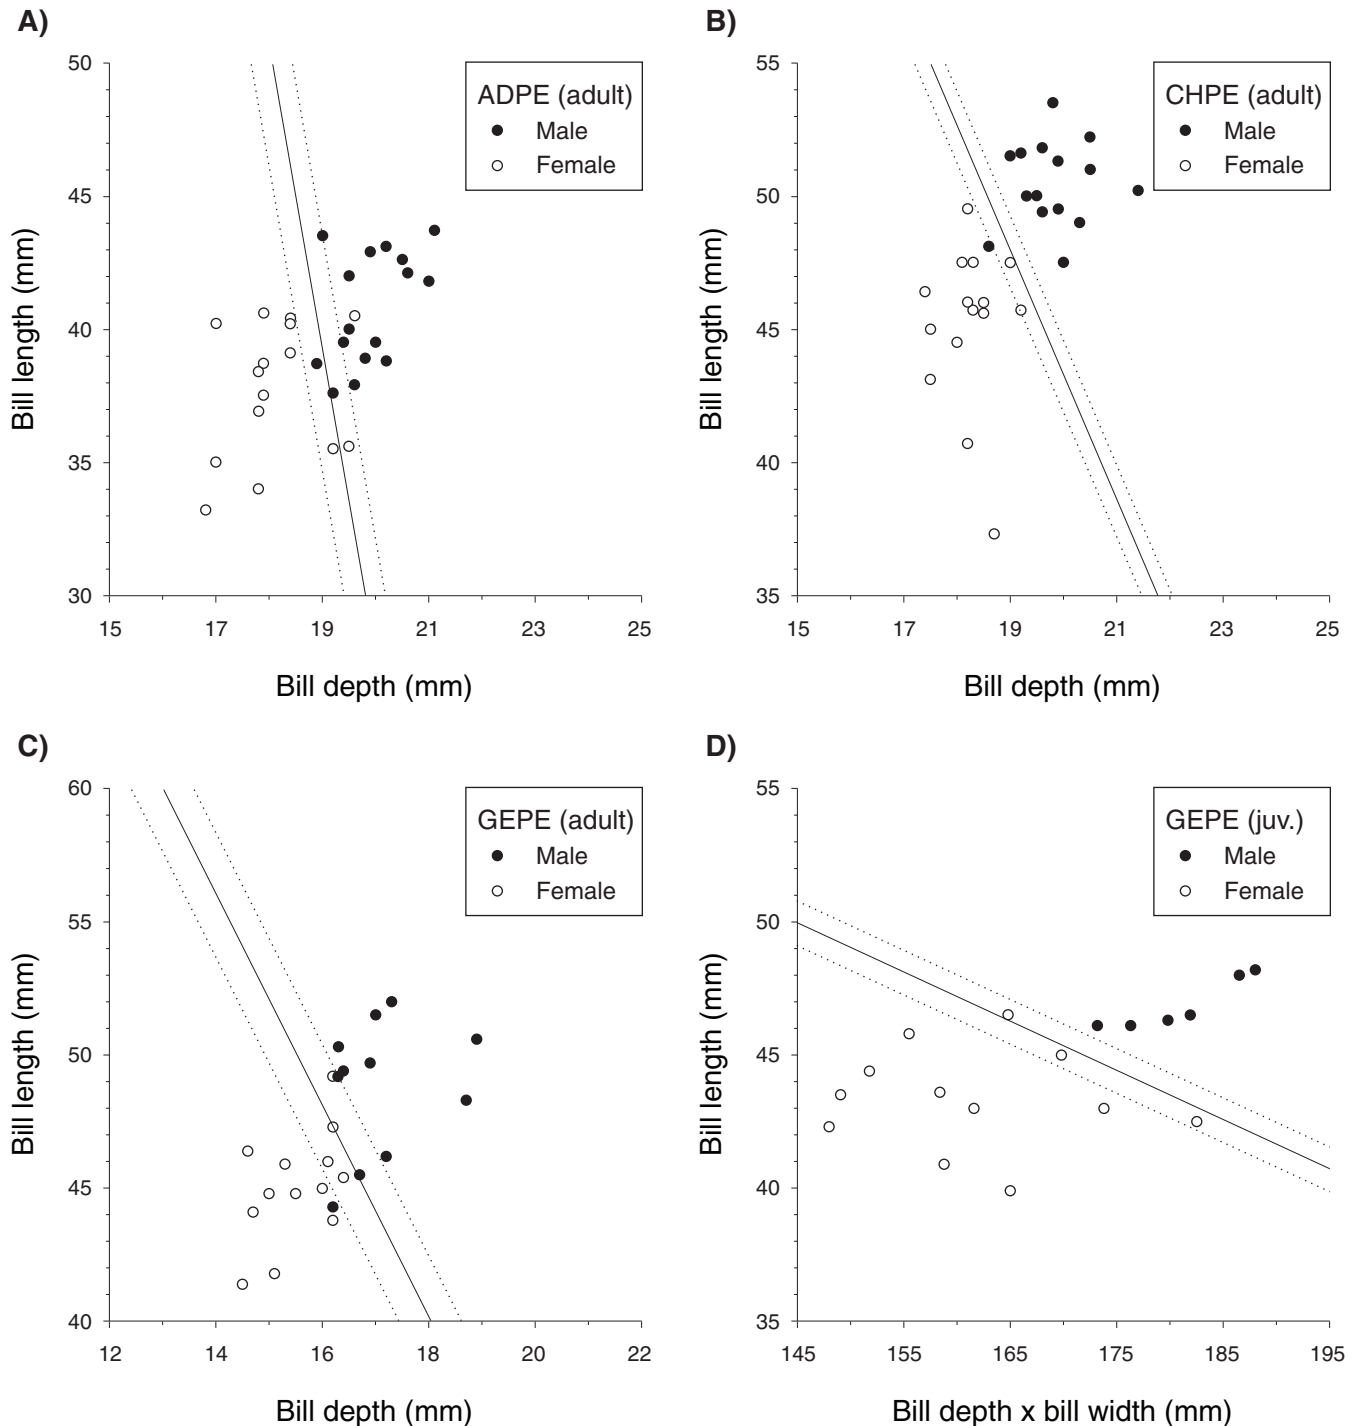 A)
50
45
40
35
30
Bill length (mm)
ADPE (adult)
Male
Female
15 17 19 21 23 25
Bill depth (mm)
B)
55
50
45
40
35
Bill length (mm)
CHPE (adult)
Male
Female
15 17 19 21 23 25
Bill depth (mm)
C)
60
55
50
45
40
Bill length (mm)
GEPE (adult)
Male
Female
12 14 16 18 20 22
Bill depth (mm)
D)
55
50
45
40
35
Bill length (mm)
GEPE (juv.)
Male
Female
145 155 165 175 185 195
Bill depth x bill width (mm)